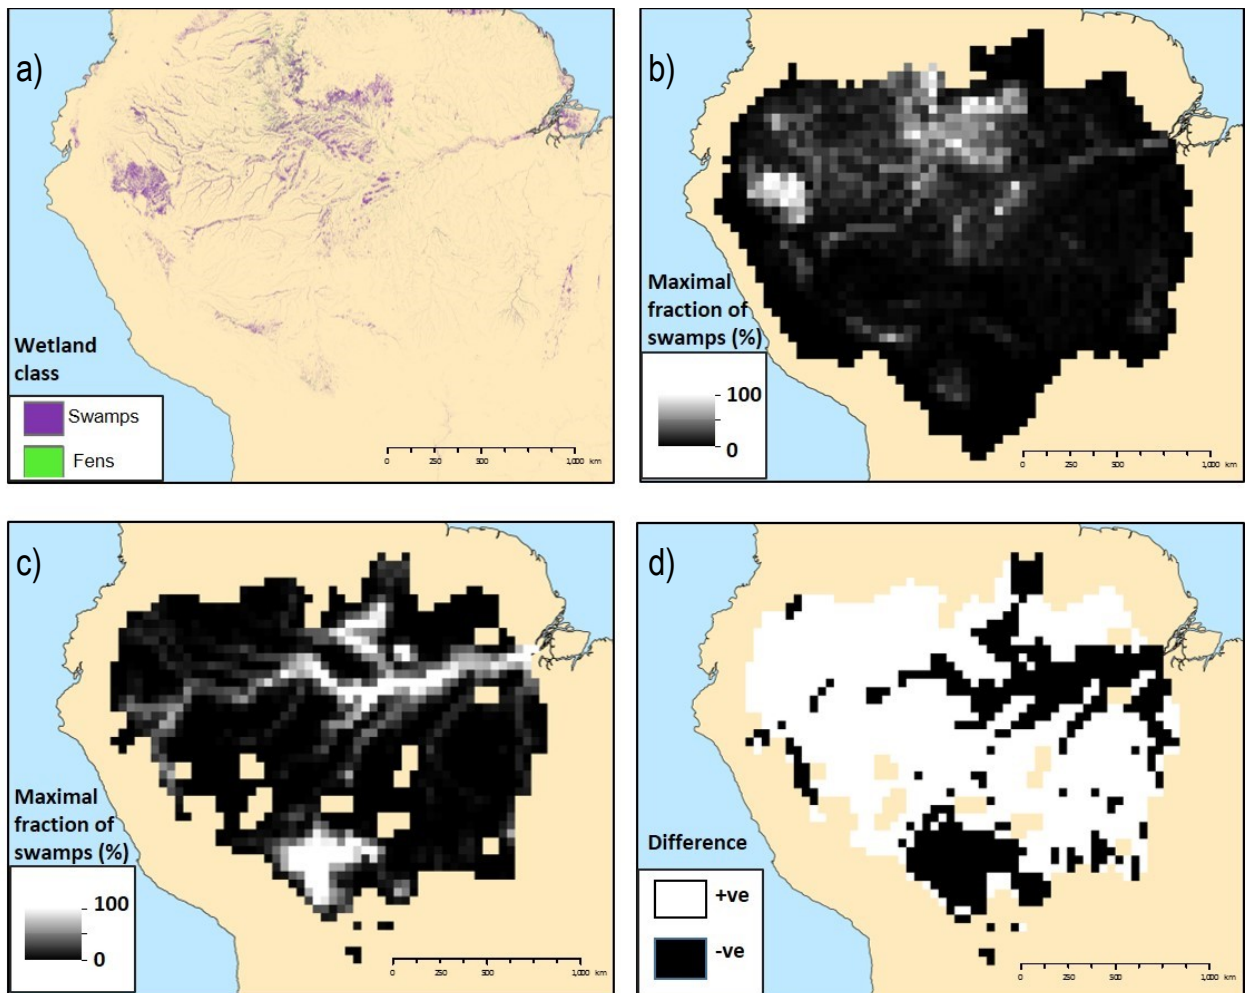 a)
Wetland
class
Swamps
Fens
0 250 500 1,000 km
b)
Maximal
fraction of
swamps (%)
100
0
0 250 500 1,000 km
c)
Maximal
fraction of
swamps (%)
100
0
0 250 500 1,000 km
d)
Difference
+ve
-ve
0 250 500 1,000 km